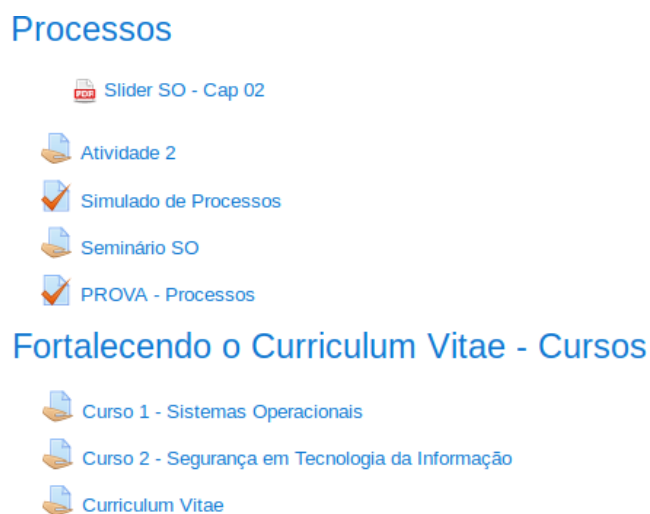 Processos
PDF Slider SO - Cap 02
Atividade 2
Simulado de Processos
Seminário SO
PROVA - Processos
Fortalecendo o Curriculum Vitae - Cursos
Curso 1 - Sistemas Operacionais
Curso 2 - Segurança em Tecnologia da Informação
Curriculum Vitae